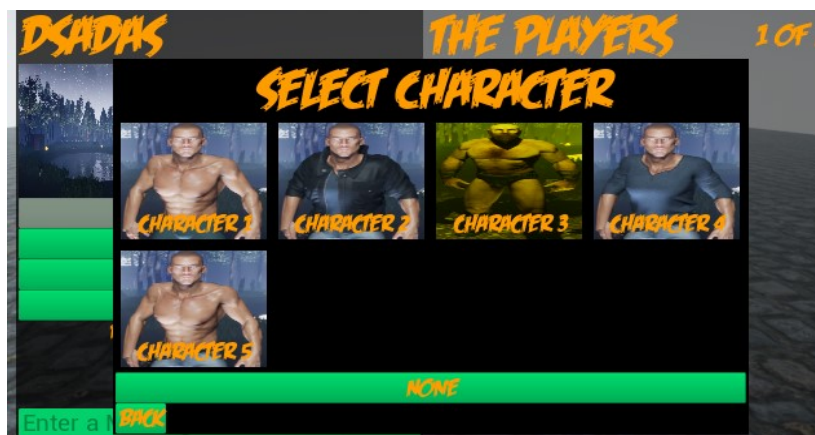 DSADAS
THE PLAYERS
1 OF
SELECT CHARACTER
CHARACTER 1
CHARACTER 2
CHARACTER 3
CHARACTER 4
CHARACTER 5
NONE
BACK
Enter a